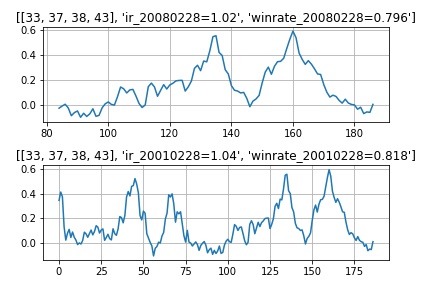 [[33, 37, 38, 43], 'ir_20080228=1.02', 'winrate_20080228=0.796']
0.6
0.4
0.2
0.0
80 100 120 140 160 180
[[33, 37, 38, 43], 'ir_20010228=1.04', 'winrate_20010228=0.818']
0.6
0.4
0.2
0.0
0 25 50 75 100 125 150 175